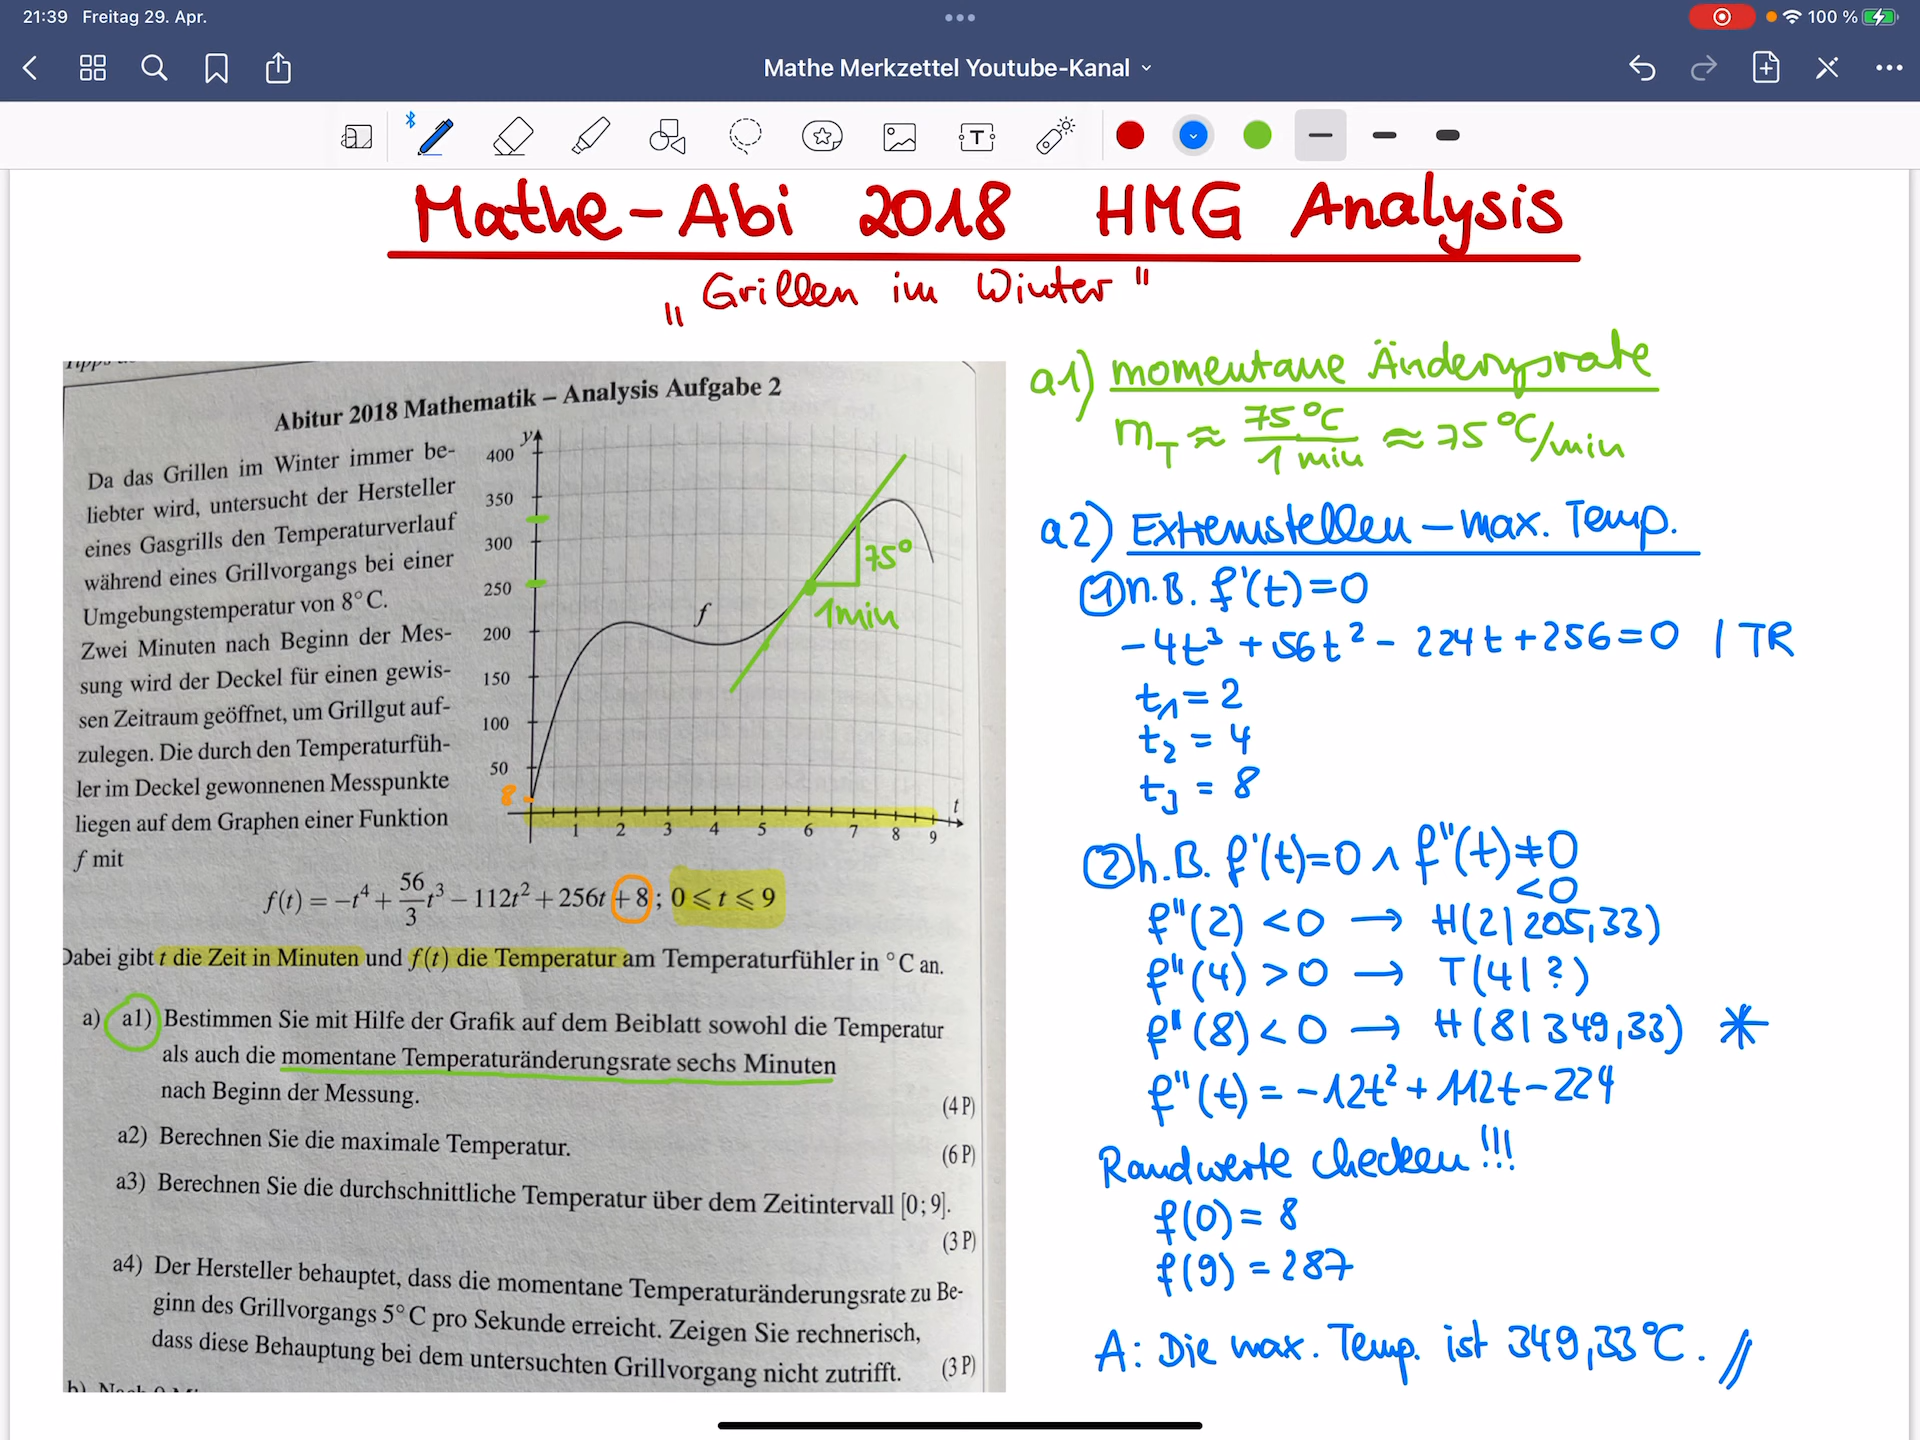 21:39 Freitag 29. Apr.
100 %
Mathe Merkzettel Youtube-Kanal
Mathe-Abi 2018 HMG Analysis
„Grillen im Winter"
Abitur 2018 Mathematik – Analysis Aufgabe 2
Da das Grillen im Winter immer be-
liebter wird, untersucht der Hersteller
eines Gasgrills den Temperaturverlauf
während eines Grillvorgangs bei einer
Umgebungstemperatur von 8°C.
Zwei Minuten nach Beginn der Mes-
sung wird der Deckel für einen gewis-
sen Zeitraum geöffnet, um Grillgut auf-
zulegen. Die durch den Temperaturfüh-
ler im Deckel gewonnenen Messpunkte
liegen auf dem Graphen einer Funktion
f mit
y
400
350
300
250
200
150
100
50
8
f
75°
1min
t
1 2 3 4 5 6 7 8 9
f(t) = −t⁴ + 56/3 t³ − 112t² + 256t + 8; 0 ⩽ t ⩽ 9
Dabei gibt t die Zeit in Minuten und f(t) die Temperatur am Temperaturfühler in °C an.
a) a1) Bestimmen Sie mit Hilfe der Grafik auf dem Beiblatt sowohl die Temperatur
als auch die momentane Temperaturänderungsrate sechs Minuten
nach Beginn der Messung.
(4 P)
a2) Berechnen Sie die maximale Temperatur.
(6 P)
a3) Berechnen Sie die durchschnittliche Temperatur über dem Zeitintervall [0;9].
(3 P)
a4) Der Hersteller behauptet, dass die momentane Temperaturänderungsrate zu Be-
ginn des Grillvorgangs 5°C pro Sekunde erreicht. Zeigen Sie rechnerisch,
dass diese Behauptung bei dem untersuchten Grillvorgang nicht zutrifft. (3 P)
a1) momentane Änderungsrate
m_T ≈ 75°C / 1 min ≈ 75 °C/min
a2) Extremstellen – max. Temp.
① n.B. f'(t)=0
-4t³ + 56t² - 224t + 256 = 0 | TR
t₁ = 2
t₂ = 4
t₃ = 8
② h.B. f'(t)=0 ∧ f''(t)≠0
<0
f''(2) <0 → H(2|205,33)
f''(4) >0 → T(4|?)
f''(8) <0 → H(8|349,33) *
f''(t) = -12t² + 112t - 224
Randwerte checken!!!
f(0) = 8
f(9) = 287
A: Die max. Temp. ist 349,33°C. //